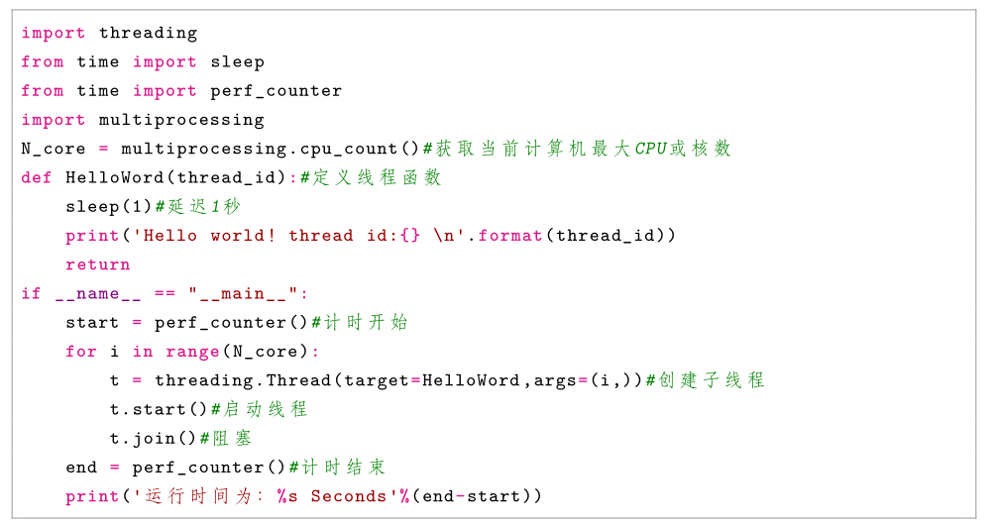 import threading
from time import sleep
from time import perf_counter
import multiprocessing
N_core = multiprocessing.cpu_count()#获取当前计算机最大CPU或核数
def HelloWord(thread_id):#定义线程函数
    sleep(1)#延迟1秒
    print('Hello world! thread id:{} \n'.format(thread_id))
    return
if __name__ == "__main__":
    start = perf_counter()#计时开始
    for i in range(N_core):
        t = threading.Thread(target=HelloWord,args=(i,))#创建子线程
        t.start()#启动线程
        t.join()#阻塞
    end = perf_counter()#计时结束
    print('运行时间为: %s Seconds'%(end-start))